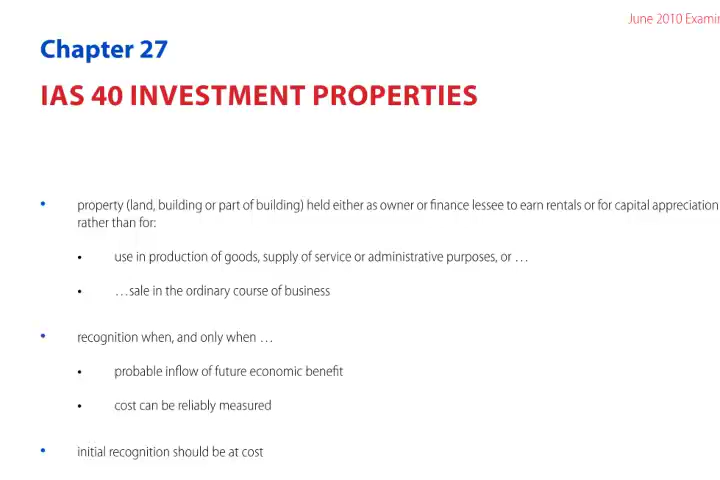 June 2010 Examin
Chapter 27
IAS 40 INVESTMENT PROPERTIES
• property (land, building or part of building) held either as owner or finance lessee to earn rentals or for capital appreciation
rather than for:
• use in production of goods, supply of service or administrative purposes, or …
• …sale in the ordinary course of business
• recognition when, and only when …
• probable inflow of future economic benefit
• cost can be reliably measured
• initial recognition should be at cost